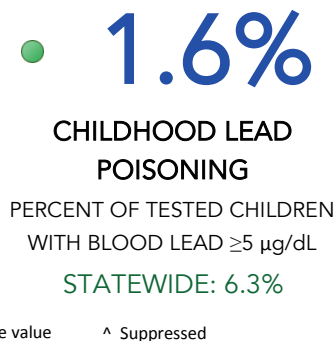 1.6%
CHILDHOOD LEAD
POISONING
PERCENT OF TESTED CHILDREN
WITH BLOOD LEAD ≥5 µg/dL
STATEWIDE: 6.3%
e value ^ Suppressed